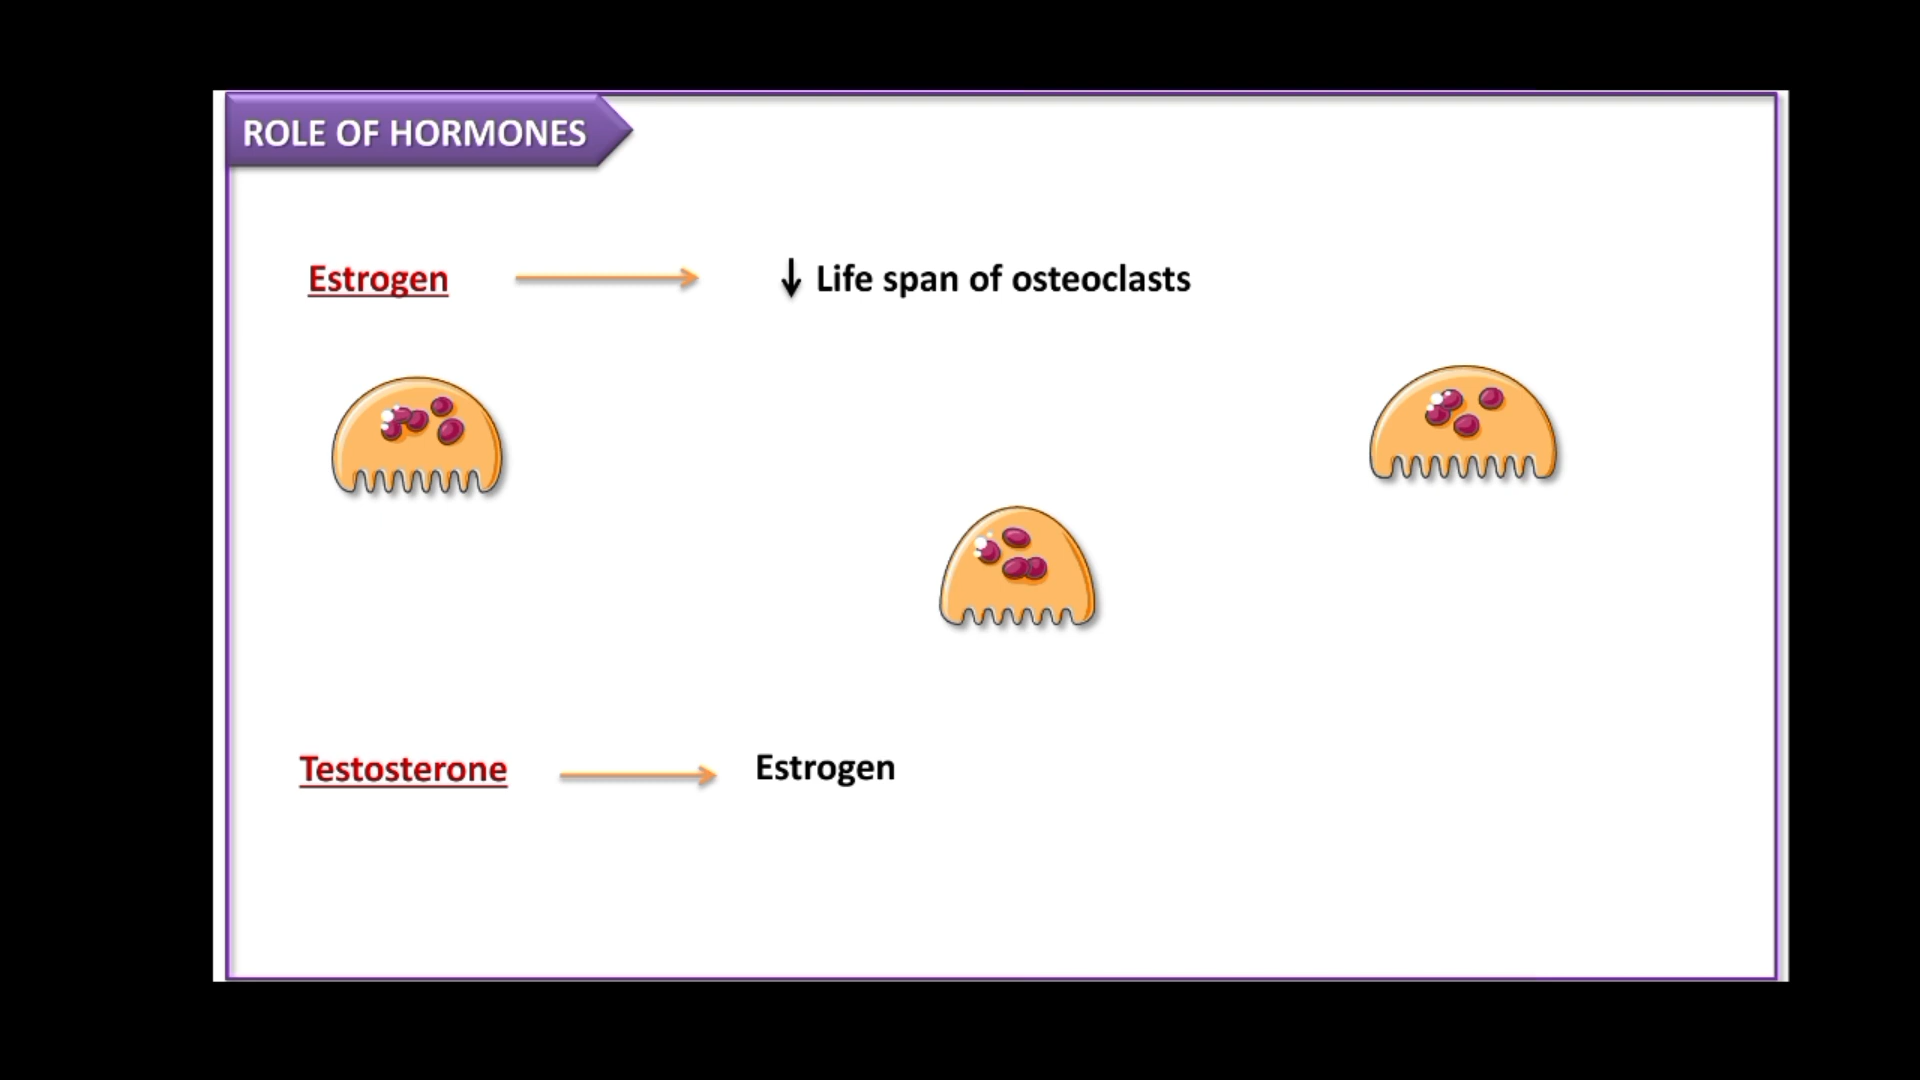 ROLE OF HORMONES
Estrogen → ↓ Life span of osteoclasts
Testosterone → Estrogen